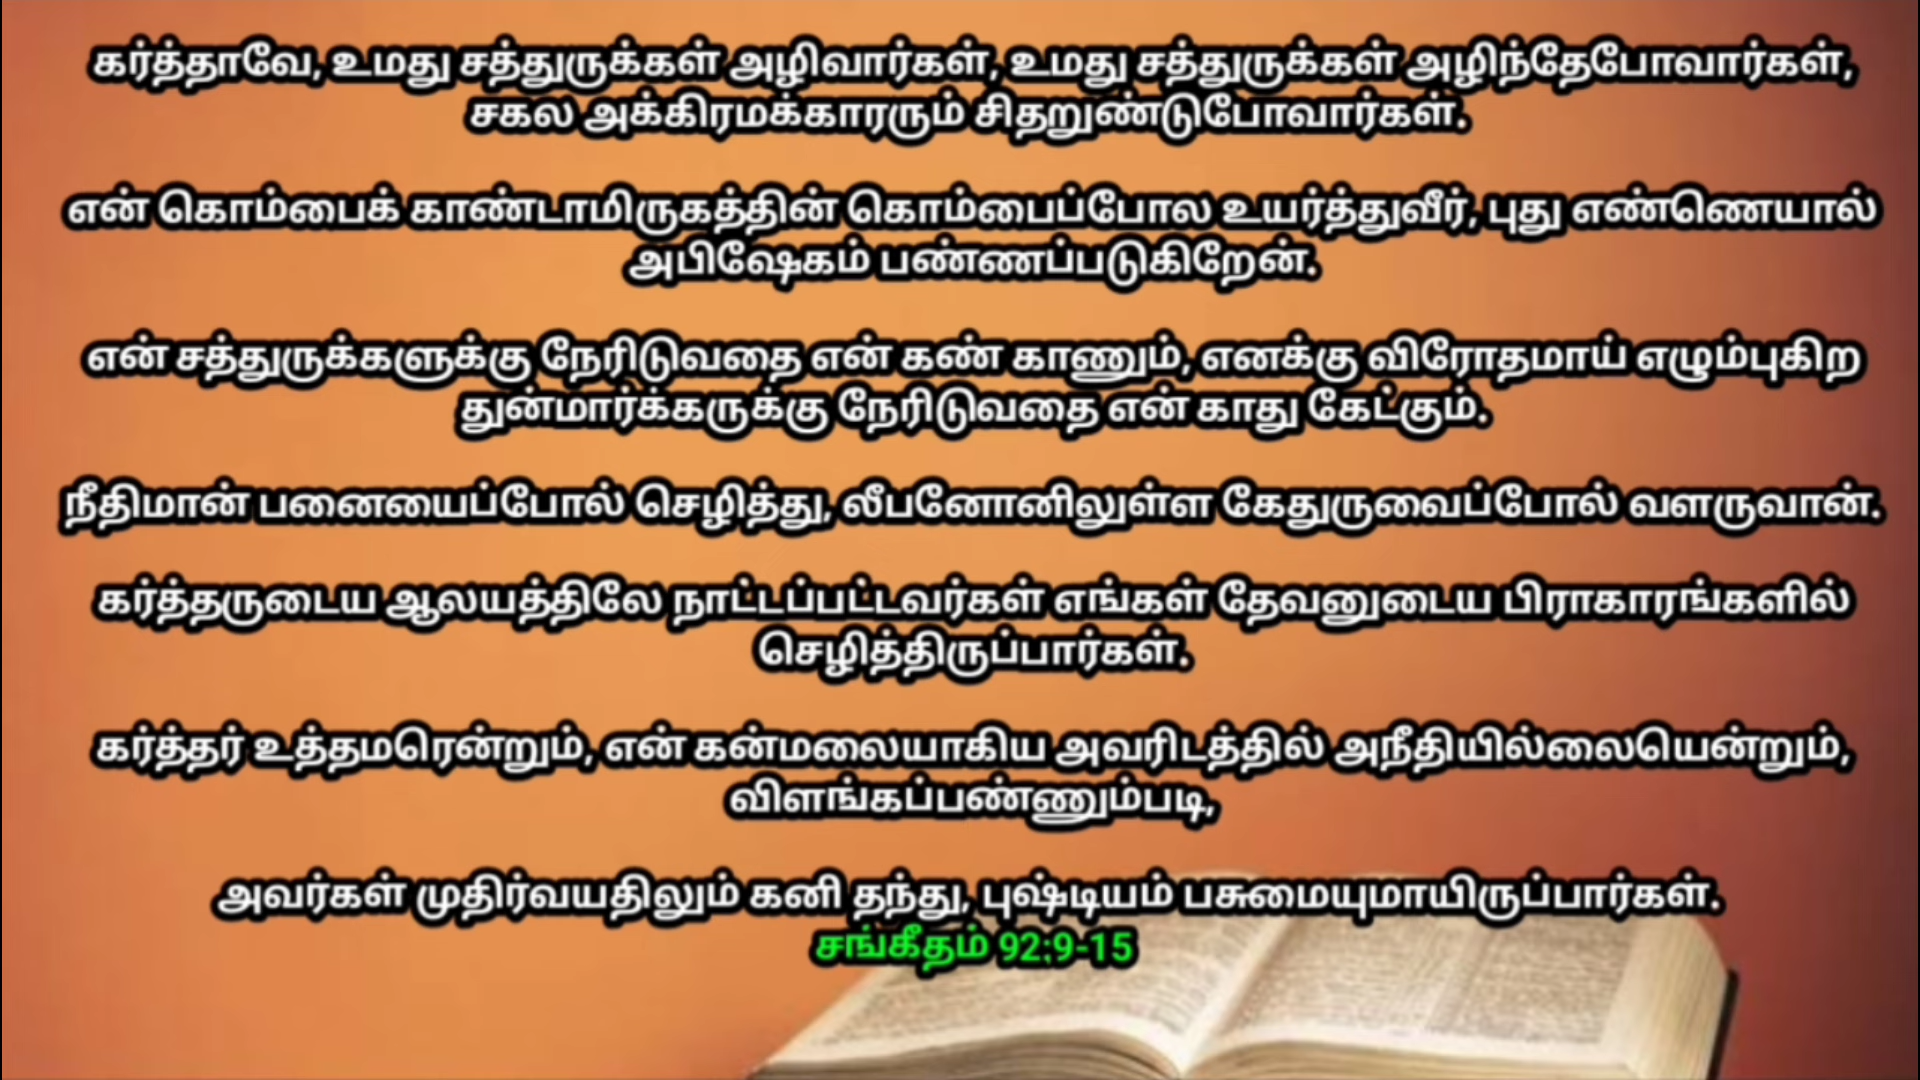 கர்த்தாவே, உமது சத்துருக்கள் அழிவார்கள், உமது சத்துருக்கள் அழிந்தேபோவார்கள்,
சகல அக்கிரமக்காரரும் சிதறுண்டுபோவார்கள்.
என் கொம்பைக் காண்டாமிருகத்தின் கொம்பைப்போல உயர்த்துவீர், புது எண்ணெயால்
அபிஷேகம் பண்ணப்படுகிறேன்.
என் சத்துருக்களுக்கு நேரிடுவதை என் கண் காணும், எனக்கு விரோதமாய் எழும்புகிற
துன்மார்க்கருக்கு நேரிடுவதை என் காது கேட்கும்.
நீதிமான் பனையைப்போல் செழித்து, லீபனோனிலுள்ள கேதுருவைப்போல் வளருவான்.
கர்த்தருடைய ஆலயத்திலே நாட்டப்பட்டவர்கள் எங்கள் தேவனுடைய பிராகாரங்களில்
செழித்திருப்பார்கள்.
கர்த்தர் உத்தமரென்றும், என் கன்மலையாகிய அவரிடத்தில் அநீதியில்லையென்றும்,
விளங்கப்பண்ணும்படி,
அவர்கள் முதிர்வயதிலும் கனி தந்து, புஷ்டியம் பசுமையுமாயிருப்பார்கள்.
சங்கீதம் 92:9-15